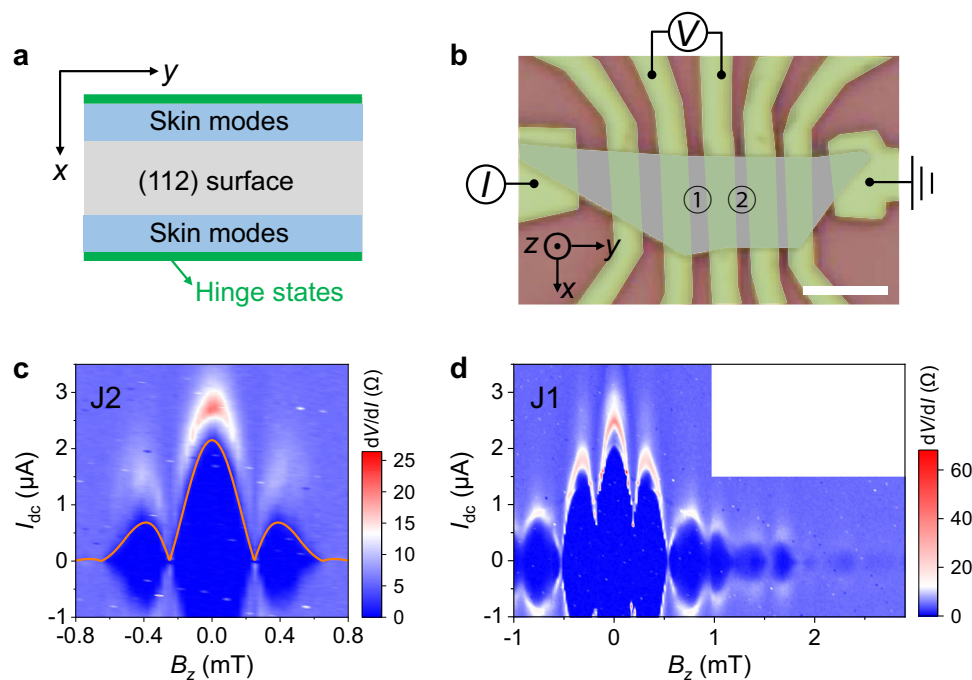 a
y
x
Skin modes
(112) surface
Skin modes
Hinge states
b
V
I
① ②
z
y
x
c
J2
I_dc (μA)
3
2
1
0
-1
-0.8 -0.4 0.0 0.4 0.8
B_z (mT)
dV/dI (Ω)
25
20
15
10
5
0
d
J1
I_dc (μA)
3
2
1
0
-1
-1 0 1 2
B_z (mT)
dV/dI (Ω)
60
40
20
0